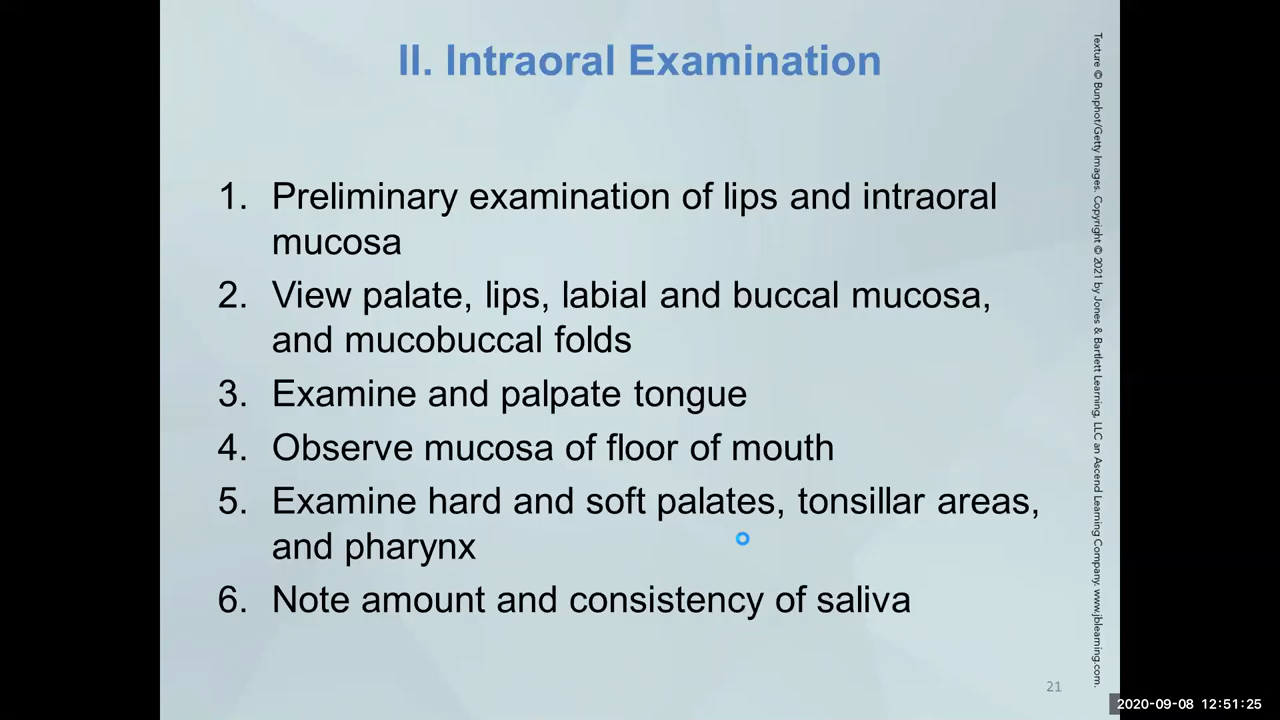 II. Intraoral Examination
1. Preliminary examination of lips and intraoral
mucosa
2. View palate, lips, labial and buccal mucosa,
and mucobuccal folds
3. Examine and palpate tongue
4. Observe mucosa of floor of mouth
5. Examine hard and soft palates, tonsillar areas,
and pharynx
6. Note amount and consistency of saliva
Texture © Bunphot/Getty Images. Copyright © 2021 by Jones & Bartlett Learning, LLC an Ascend Learning Company. www.jblearning.com.
21
2020-09-08 12:51:25